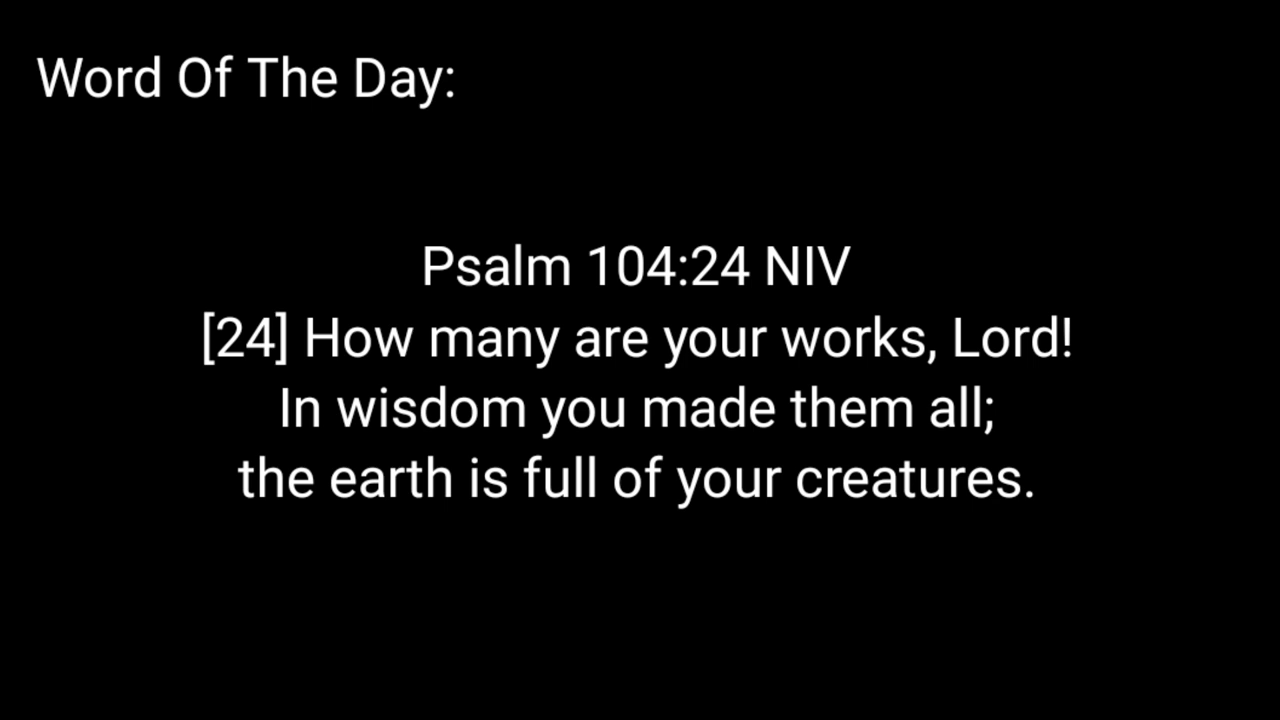 Word Of The Day:
Psalm 104:24 NIV
[24] How many are your works, Lord!
In wisdom you made them all;
the earth is full of your creatures.